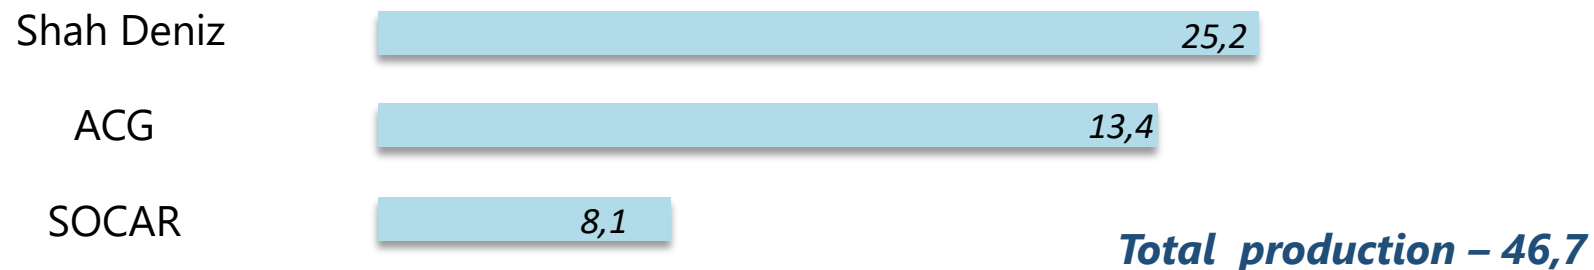 Shah Deniz 25,2
ACG 13,4
SOCAR 8,1
Total production – 46,7